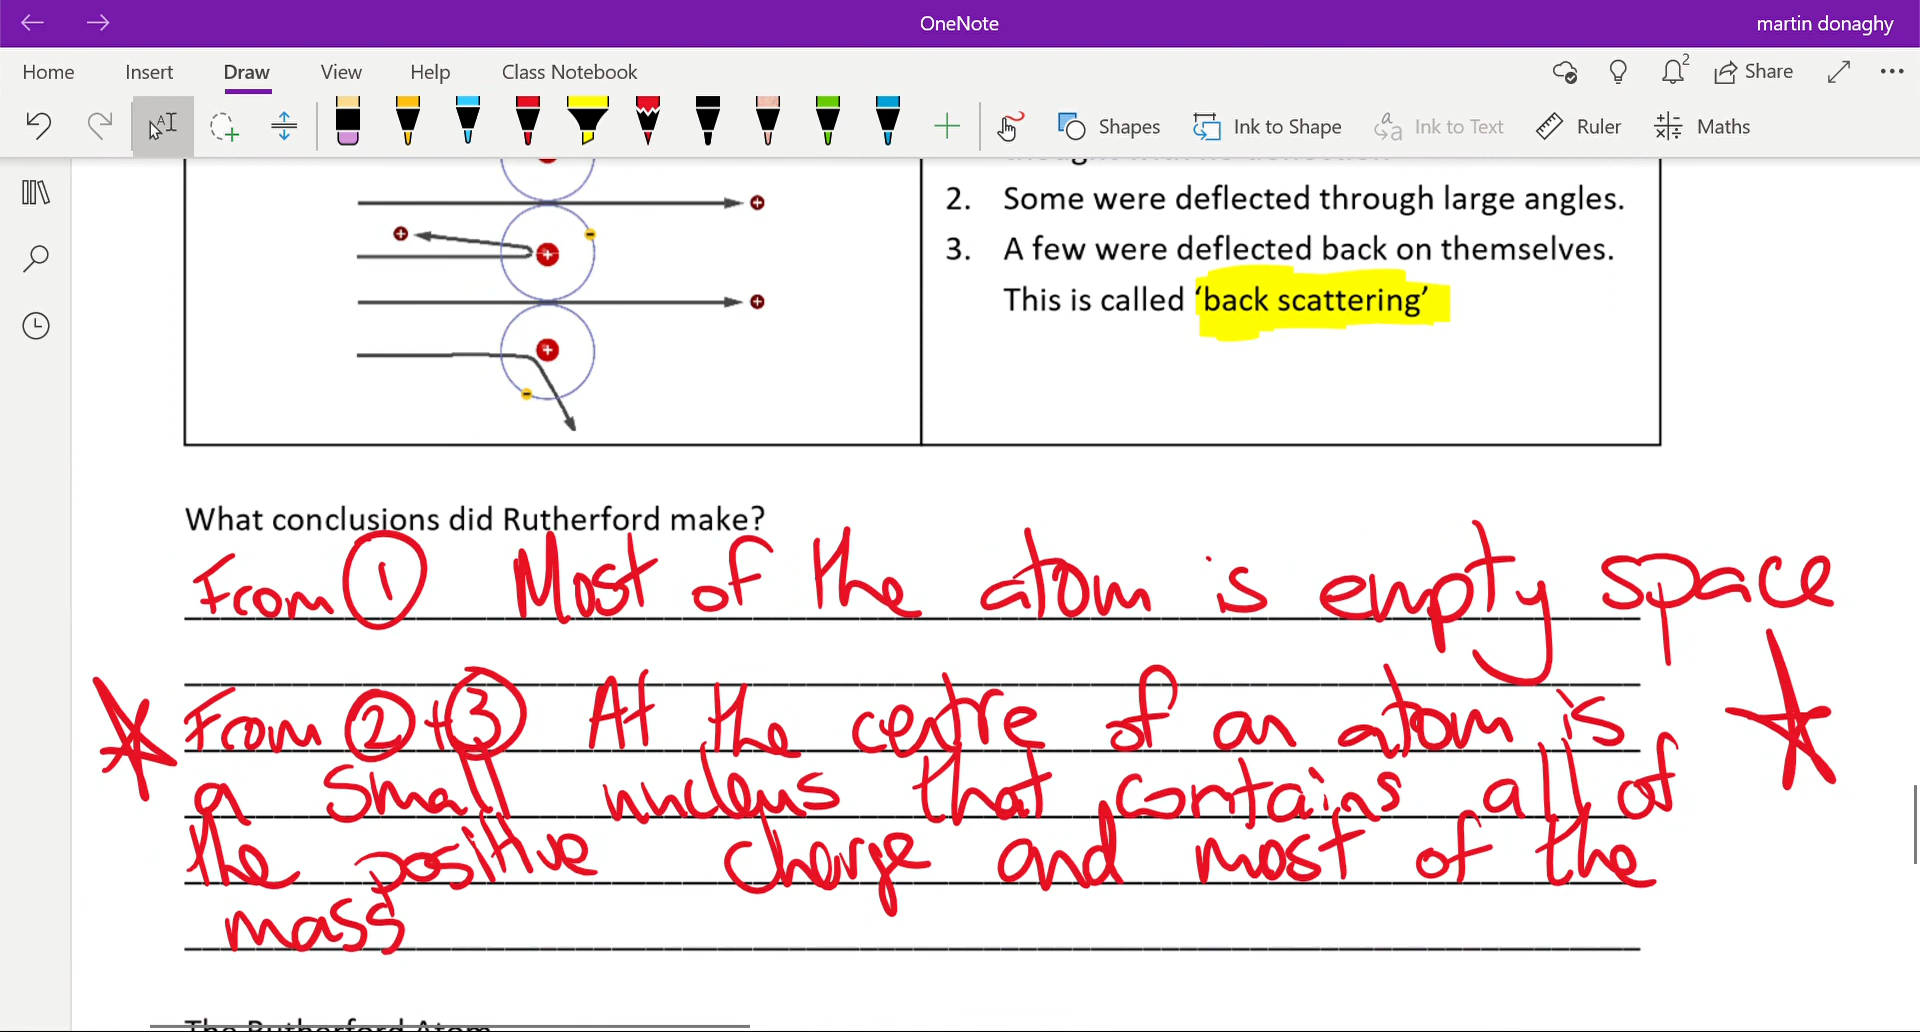 OneNote
martin donaghy
Home Insert Draw View Help Class Notebook
2 Share
Shapes Ink to Shape Ink to Text Ruler Maths
2. Some were deflected through large angles.
3. A few were deflected back on themselves.
This is called ‘back scattering’
What conclusions did Rutherford make?
From ① Most of the atom is empty space
From ② + ③ At the centre of an atom is
a small nucleus that contains all of
the positive charge and most of the
mass
The Rutherford Atom